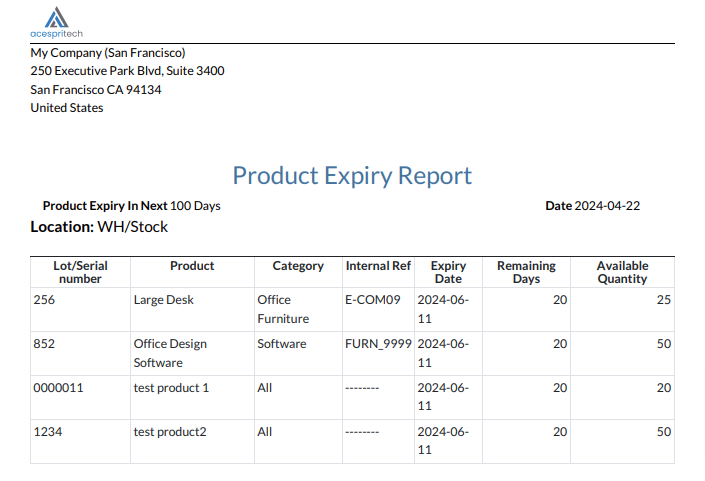 acespritech
My Company (San Francisco)
250 Executive Park Blvd, Suite 3400
San Francisco CA 94134
United States
Product Expiry Report
Product Expiry In Next 100 Days Date 2024-04-22
Location: WH/Stock
Lot/Serial Product Category Internal Ref Expiry Remaining Available
number Date Days Quantity
256 Large Desk Office E-COM09 2024-06- 20 25
Furniture 11
852 Office Design Software FURN_9999 2024-06- 20 50
Software 11
0000011 test product 1 All -------- 2024-06- 20 20
11
1234 test product2 All -------- 2024-06- 20 50
11